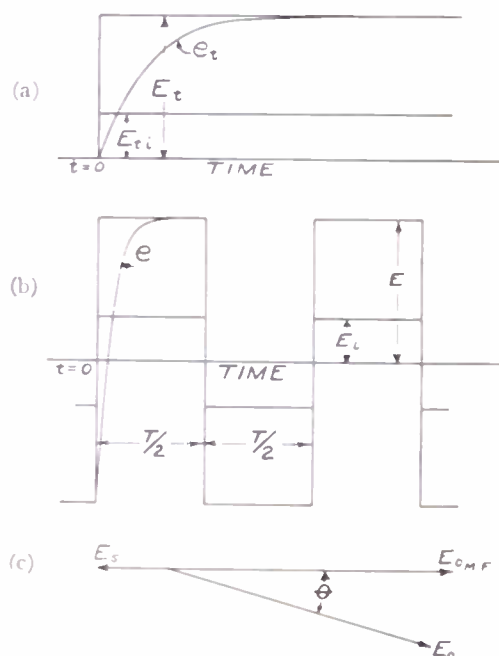 (a)
e_t
E_t
E_ti
t=0 TIME
(b)
e
E
E_i
t=0 TIME
T/2 T/2
(c)
E_S E_OMF
θ
E_O